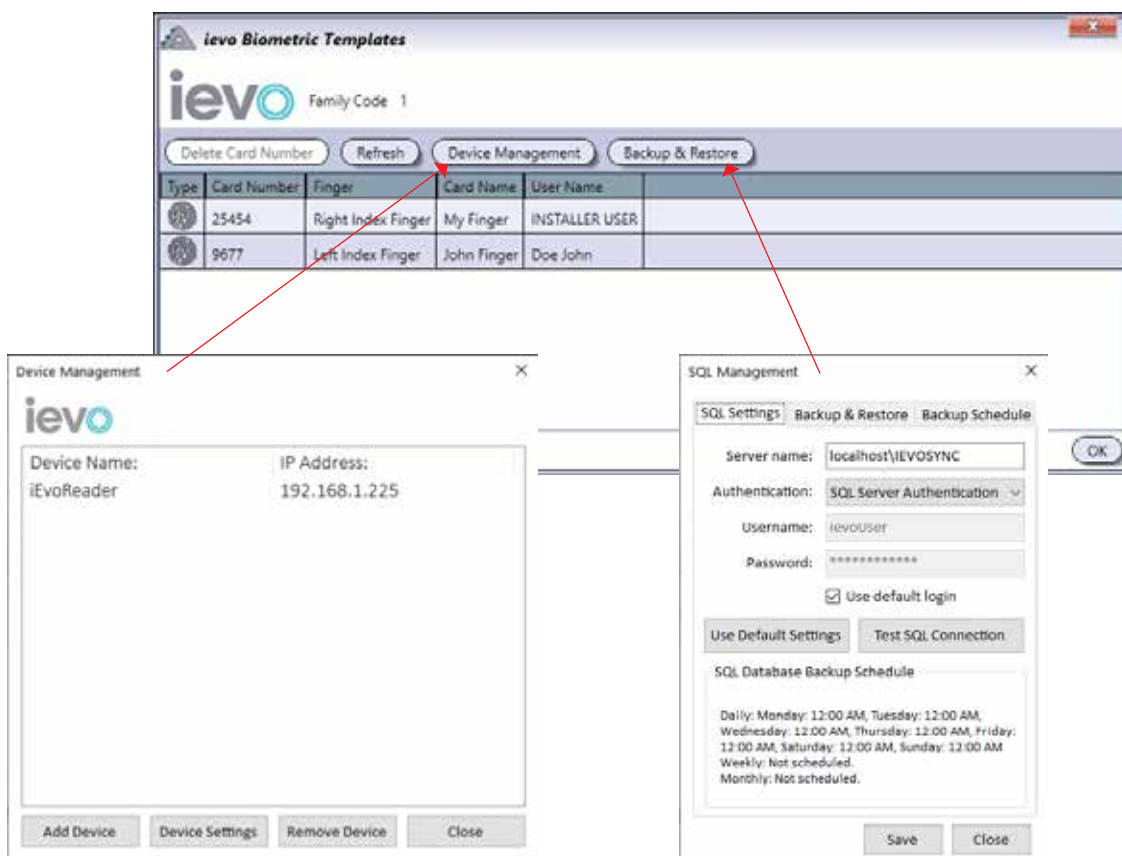 ievo Biometric Templates
ievo Family Code 1
Delete Card Number Refresh Device Management Backup & Restore
Type Card Number Finger Card Name User Name
25454 Right Index Finger My Finger INSTALLER USER
9677 Left Index Finger John Finger Doe John
OK
Device Management
ievo
Device Name: IP Address:
iEvoReader 192.168.1.225
Add Device Device Settings Remove Device Close
SQL Management
SQL Settings Backup & Restore Backup Schedule
Server name: localhost\IEVOSYNC
Authentication: SQL Server Authentication
Username: ievoUser
Password: ************
Use default login
Use Default Settings Test SQL Connection
SQL Database Backup Schedule
Daily: Monday: 12:00 AM, Tuesday: 12:00 AM,
Wednesday: 12:00 AM, Thursday: 12:00 AM, Friday:
12:00 AM, Saturday: 12:00 AM, Sunday: 12:00 AM
Weekly: Not scheduled.
Monthly: Not scheduled.
Save Close